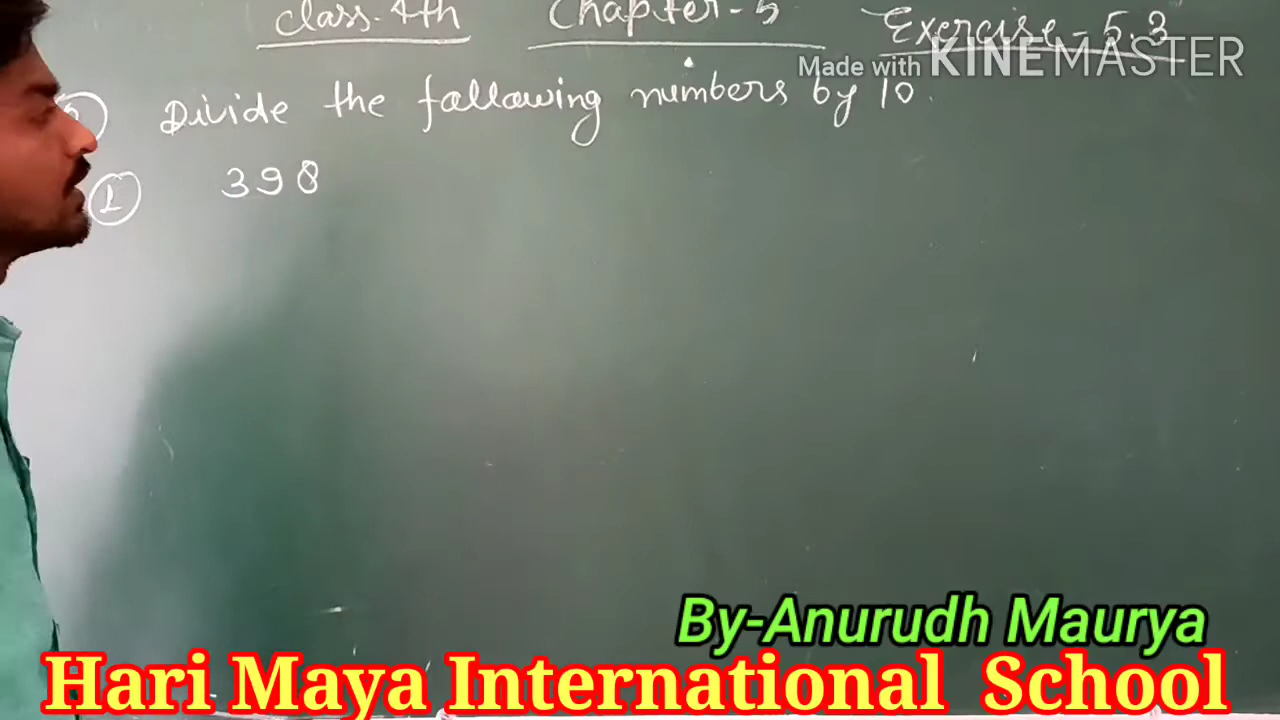 Class-4th Chapter-5 Exercise-5.3
Made with KINEMASTER
Divide the following numbers by 10.
1 398
By-Anurudh Maurya
Hari Maya International School